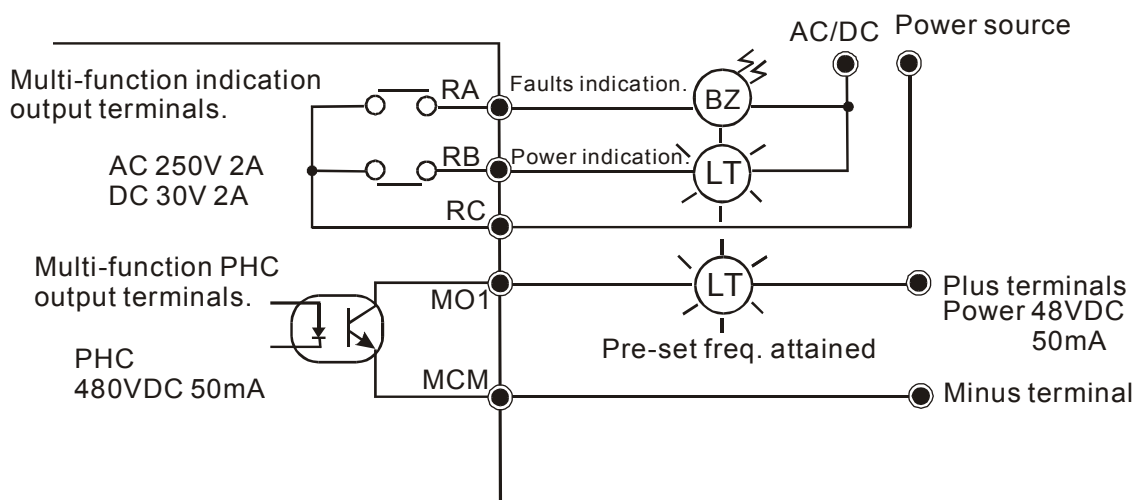 AC/DC
Power source
Multi-function indication
output terminals.
RA
Faults indication.
BZ
AC 250V 2A
DC 30V 2A
RB
Power indication.
LT
RC
Multi-function PHC
output terminals.
MO1
LT
Plus terminals
Power 48VDC
50mA
Pre-set freq. attained
PHC
480VDC 50mA
MCM
Minus terminal